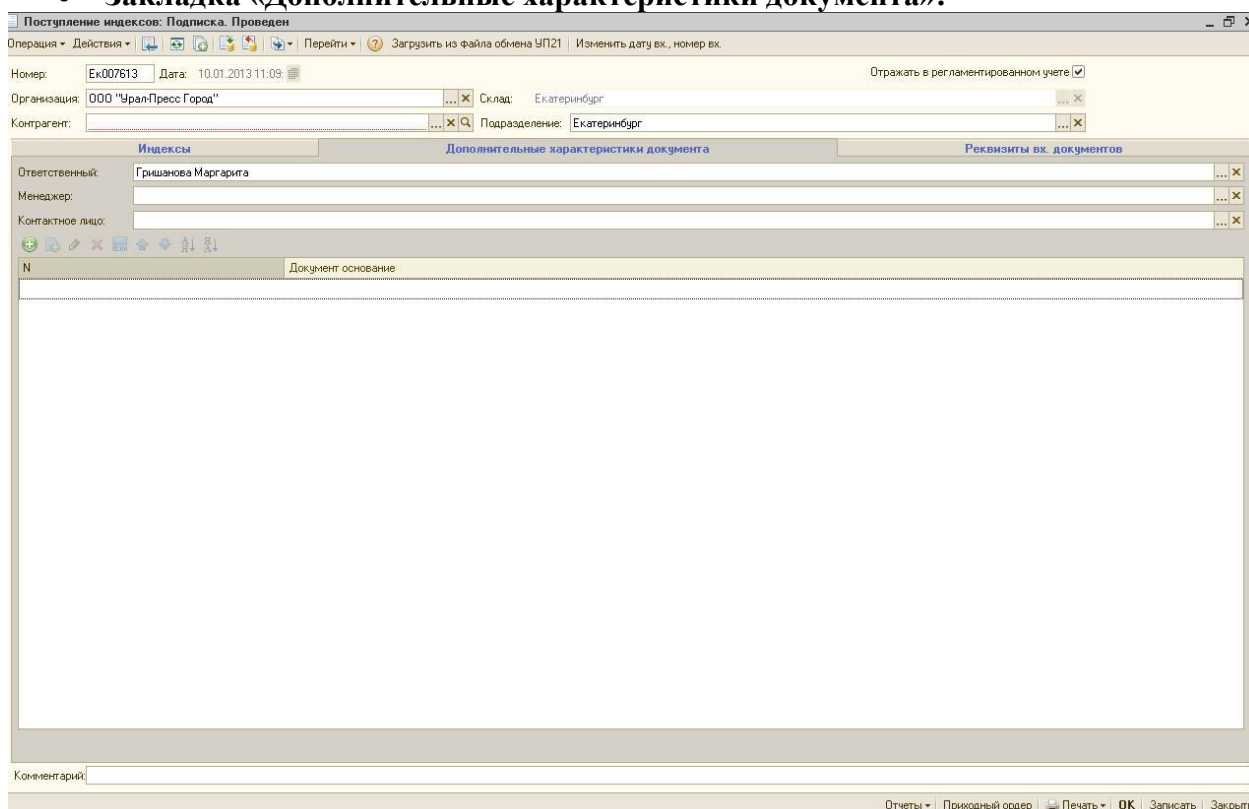 • Закладка «Дополнительные характеристики документа».
Поступление индексов: Подписка. Проведен
Операция Действия Перейти Загрузить из файла обмена УП21 Изменить дату вх., номер вх.
Номер: Ек007613 Дата: 10.01.2013 11:09: Отражать в регламентированном учете
Организация: ООО "Урал-Пресс Город" ... X Склад: Екатеринбург ... X
Контрагент: ... X Подразделение: Екатеринбург ... X
Индексы Дополнительные характеристики документа Реквизиты вх. документов
Ответственный: Гришанова Маргарита ... X
Менеджер: ... X
Контактное лицо: ... X
N Документ основание
Комментарий:
Отчеты Приходный ордер Печать OK Записать Закрыть